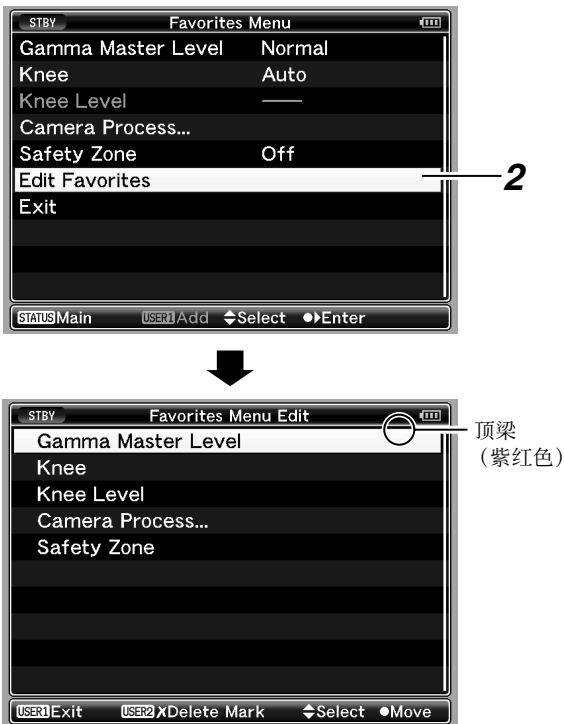 STBY Favorites Menu
Gamma Master Level Normal
Knee Auto
Knee Level ——
Camera Process...
Safety Zone Off
Edit Favorites
2
Exit
STATUS Main USER1 Add Select Enter
STBY Favorites Menu Edit
Gamma Master Level
顶梁
（紫红色）
Knee
Knee Level
Camera Process...
Safety Zone
USER1 Exit USER2 ✗Delete Mark Select Move